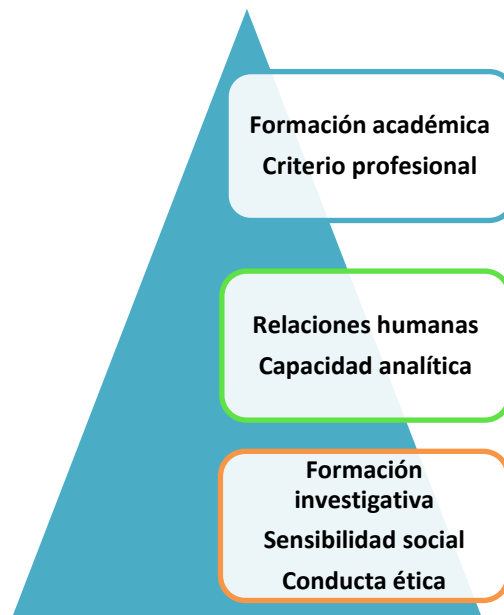 Formación académica
Criterio profesional
Relaciones humanas
Capacidad analítica
Formación
investigativa
Sensibilidad social
Conducta ética